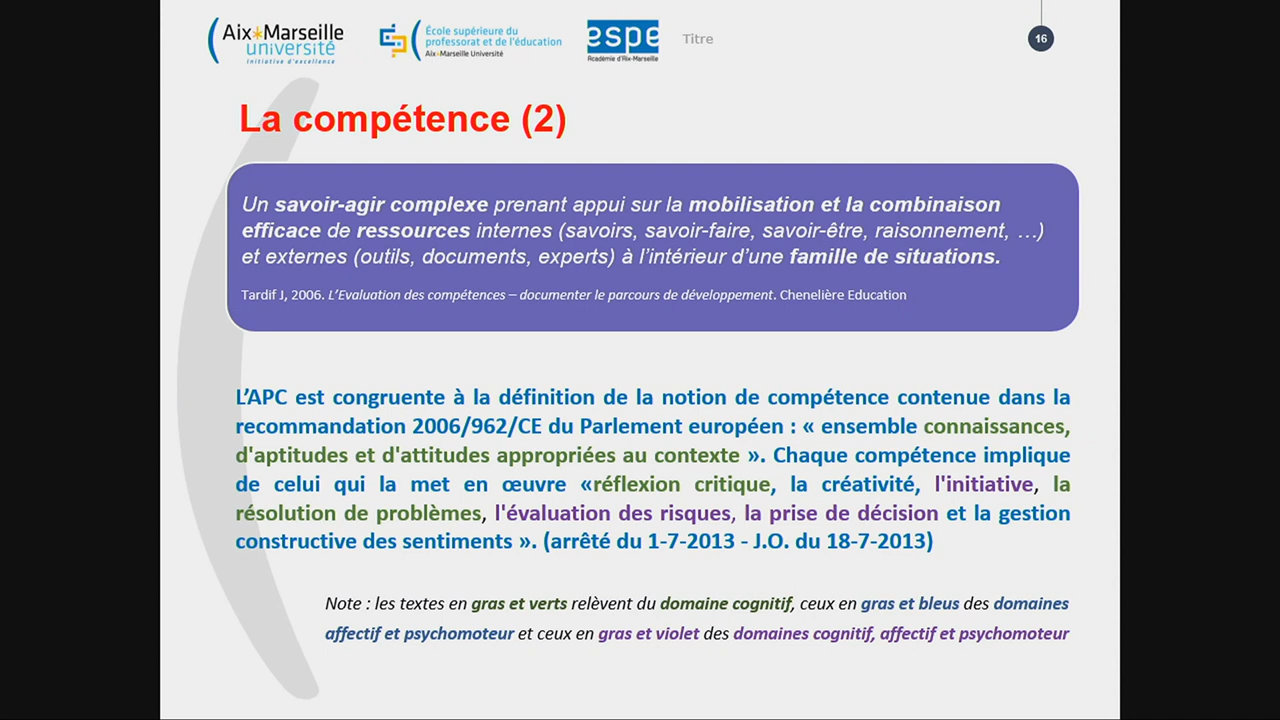 Aix*Marseille
université
Initiative d'excellence
École supérieure du
professorat et de l'éducation
Aix*Marseille Université
espe
Académie d'Aix-Marseille
Titre
16
La compétence (2)
Un savoir-agir complexe prenant appui sur la mobilisation et la combinaison
efficace de ressources internes (savoirs, savoir-faire, savoir-être, raisonnement, …)
et externes (outils, documents, experts) à l'intérieur d'une famille de situations.
Tardif J, 2006. L'Evaluation des compétences – documenter le parcours de développement. Chenelière Education
L'APC est congruente à la définition de la notion de compétence contenue dans la
recommandation 2006/962/CE du Parlement européen : « ensemble connaissances,
d'aptitudes et d'attitudes appropriées au contexte ». Chaque compétence implique
de celui qui la met en œuvre «réflexion critique, la créativité, l'initiative, la
résolution de problèmes, l'évaluation des risques, la prise de décision et la gestion
constructive des sentiments ». (arrêté du 1-7-2013 - J.O. du 18-7-2013)
Note : les textes en gras et verts relèvent du domaine cognitif, ceux en gras et bleus des domaines
affectif et psychomoteur et ceux en gras et violet des domaines cognitif, affectif et psychomoteur